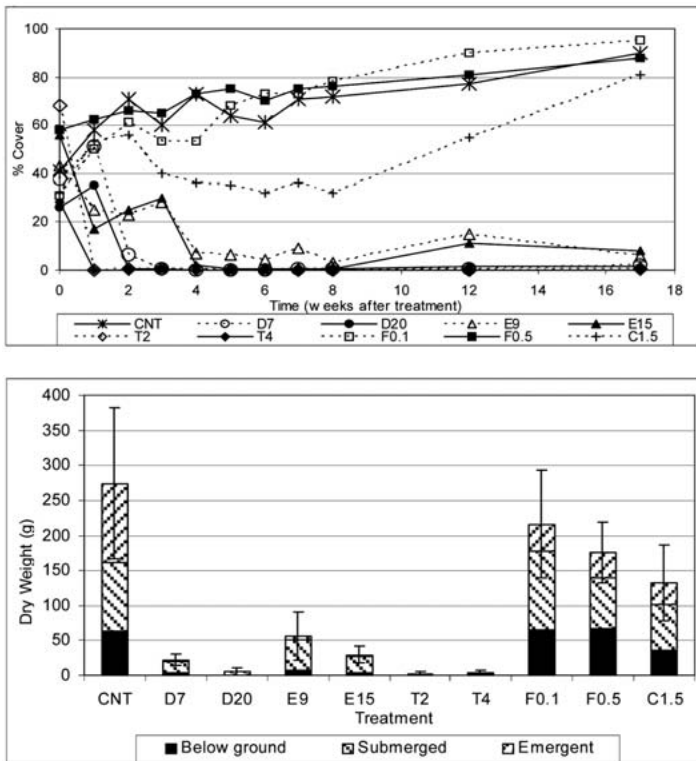 100
80
60
40
20
0
% Cover
0 2 4 6 8 10 12 14 16 18
Time (weeks after treatment)
CNT D7 D20 E9 E15
T2 T4 F0.1 F0.5 C1.5
400
350
300
250
200
150
100
50
0
Dry Weight (g)
CNT D7 D20 E9 E15 T2 T4 F0.1 F0.5 C1.5
Treatment
Below ground Submerged Emergent